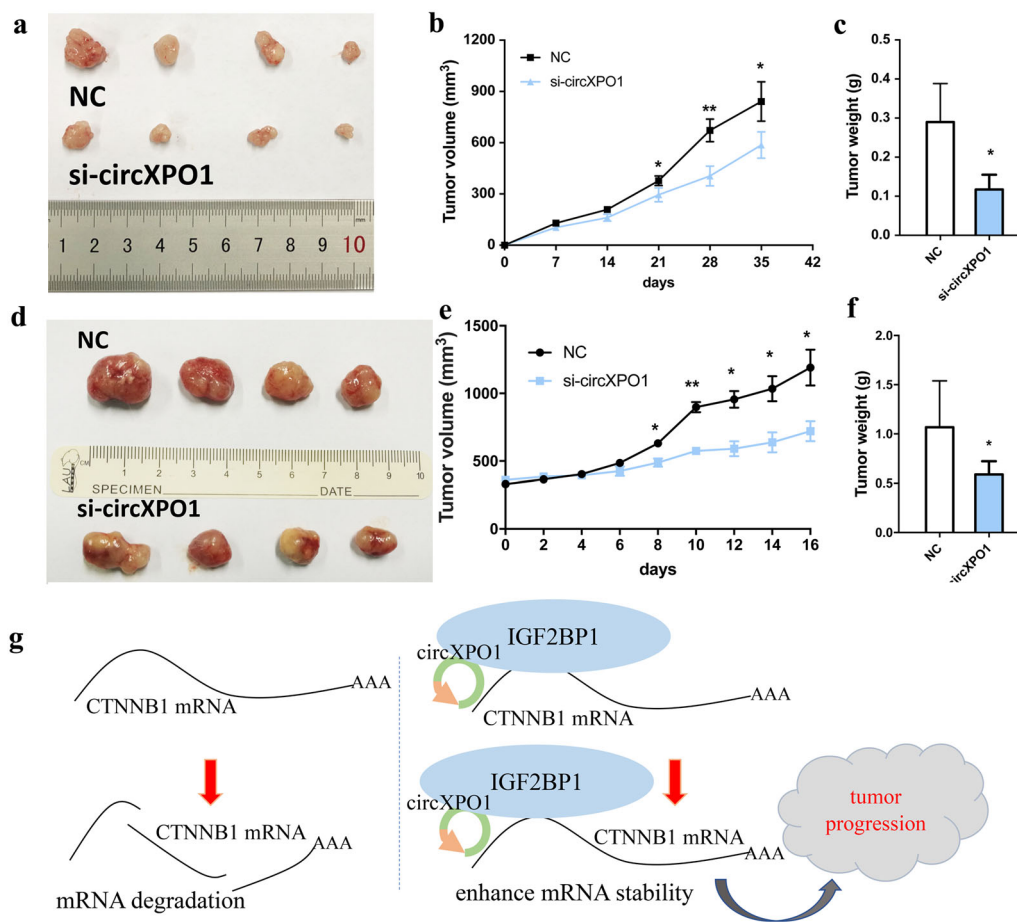 a
NC
si-circXPO1
1 2 3 4 5 6 7 8 9 10
mm
b
Tumor volume (mm³)
1200
900
600
300
0
NC
si-circXPO1
*
**
*
0 7 14 21 28 35 42
days
c
Tumor weight (g)
0.5
0.4
0.3
0.2
0.1
0.0
*
NC
si-circXPO1
d
NC
LAU
CM 1 2 3 4 5 6 7 8 9 10
SPECIMEN DATE
si-circXPO1
e
Tumor volume (mm³)
1500
1000
500
0
NC
si-circXPO1
*
**
*
*
*
0 2 4 6 8 10 12 14 16
days
f
Tumor weight (g)
2.0
1.5
1.0
0.5
0.0
*
NC
-circXPO1
g
CTNNB1 mRNA
AAA
CTNNB1 mRNA
AAA
mRNA degradation
IGF2BP1
circXPO1
CTNNB1 mRNA
AAA
IGF2BP1
circXPO1
CTNNB1 mRNA
AAA
enhance mRNA stability
tumor
progression